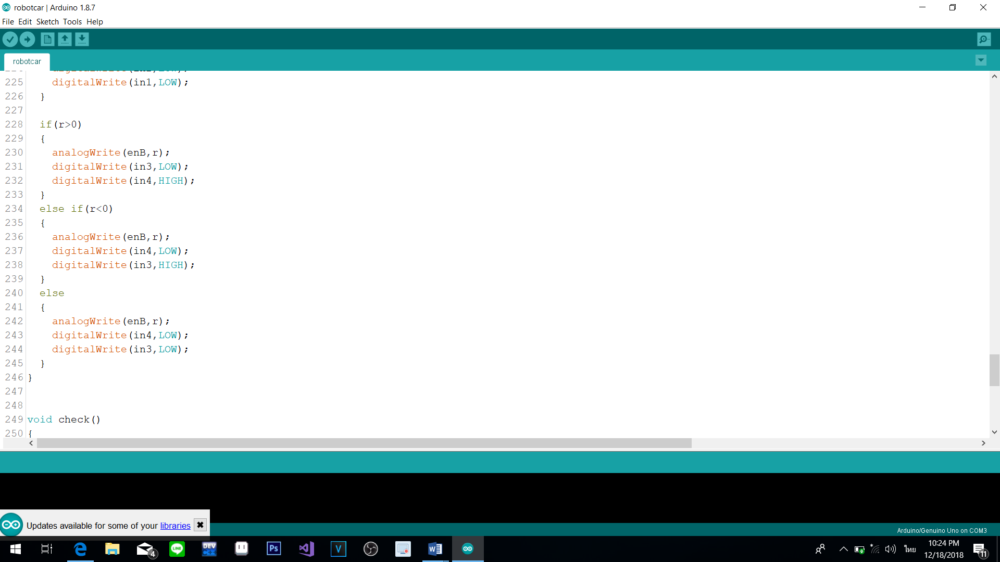 robotcar | Arduino 1.8.7
File Edit Sketch Tools Help
robotcar
225 digitalWrite(in1,LOW);
226 }
227
228 if(r>0)
229 {
230 analogWrite(enB,r);
231 digitalWrite(in3,LOW);
232 digitalWrite(in4,HIGH);
233 }
234 else if(r<0)
235 {
236 analogWrite(enB,r);
237 digitalWrite(in4,LOW);
238 digitalWrite(in3,HIGH);
239 }
240 else
241 {
242 analogWrite(enB,r);
243 digitalWrite(in4,LOW);
244 digitalWrite(in3,LOW);
245 }
246 }
247
248
249 void check()
250 {
Updates available for some of your libraries
Arduino/Genuino Uno on COM3
4
LINE
DEV
C++
Ps
V
W
ไทย
10:24 PM
12/18/2018
11